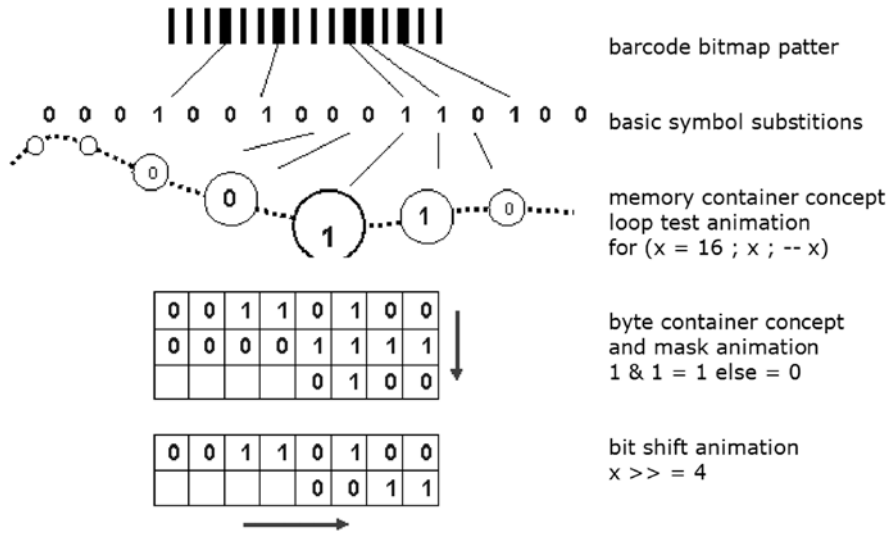 barcode bitmap patter
0 0 0 1 0 0 1 0 0 0 1 1 0 1 0 0
basic symbol substitions
0 0 1 1 0
memory container concept
loop test animation
for (x = 16 ; x ; -- x)
0 0 1 1 0 1 0 0
0 0 0 0 1 1 1 1
0 1 0 0
byte container concept
and mask animation
1 & 1 = 1 else = 0
0 0 1 1 0 1 0 0
0 0 1 1
bit shift animation
x >> = 4